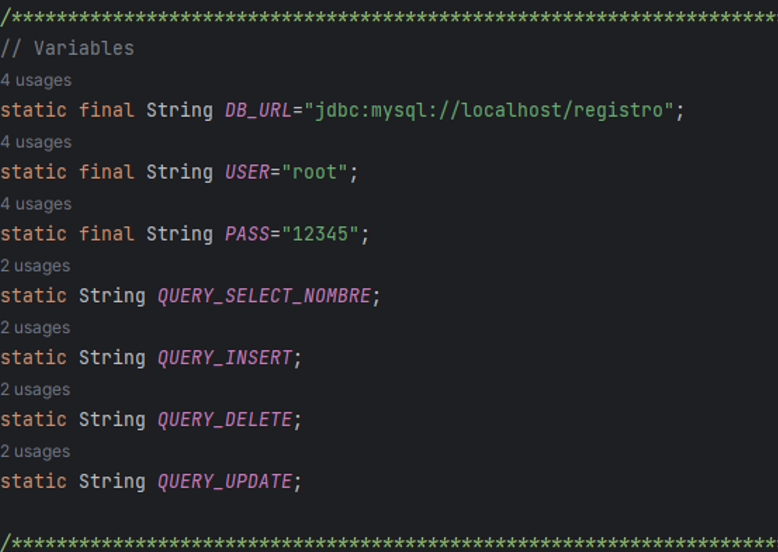 /*********************************************************************
// Variables
4 usages
static final String DB_URL="jdbc:mysql://localhost/registro";
4 usages
static final String USER="root";
4 usages
static final String PASS="12345";
2 usages
static String QUERY_SELECT_NOMBRE;
2 usages
static String QUERY_INSERT;
2 usages
static String QUERY_DELETE;
2 usages
static String QUERY_UPDATE;
/*********************************************************************